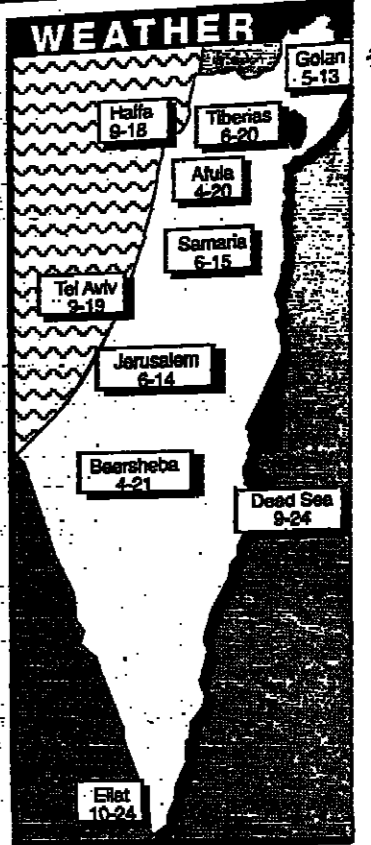 WEATHER
Golan
5-13
Haifa
9-18
Tiberias
6-20
Afula
4-20
Samaria
6-15
Tel Aviv
9-19
Jerusalem
6-14
Beersheba
4-21
Dead Sea
9-24
Eilat
10-24